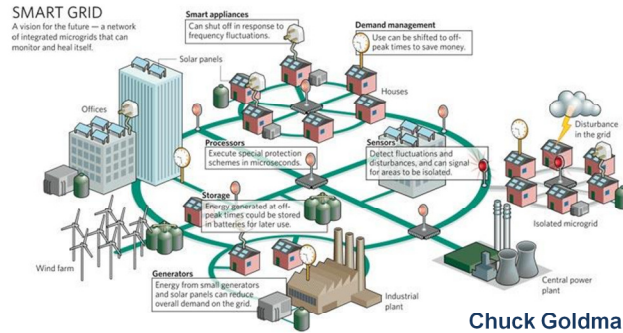 SMART GRID
A vision for the future — a network
of integrated microgrids that can
monitor and heal itself.
Smart appliances
Can shut off in response to
frequency fluctuations.
Demand management
Use can be shifted to off-
peak times to save money.
Solar panels
Houses
Offices
Disturbance
in the grid
Processors
Execute special protection
schemes in microseconds.
Sensors
Detect fluctuations and
disturbances, and can signal
for areas to be isolated.
Storage
Energy generated at off-
peak times could be stored
in batteries for later use.
Isolated microgrid
Wind farm
Generators
Energy from small generators
and solar panels can reduce
overall demand on the grid.
Industrial
plant
Central power
plant
Chuck Goldma